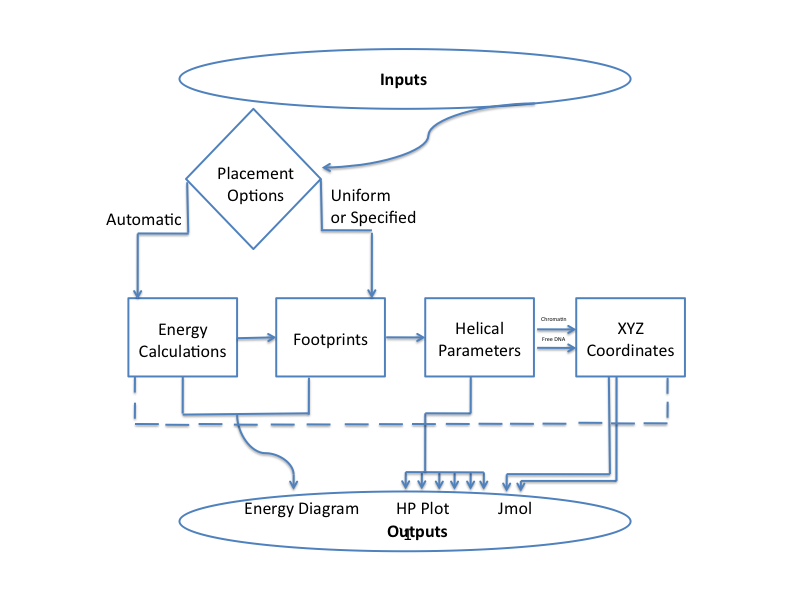 Inputs
Placement
Options
Automatic
Uniform
or Specified
Energy
Calculations
Footprints
Helical
Parameters
Chromatin
Free DNA
XYZ
Coordinates
Energy Diagram
HP Plot
Jmol
Outputs
1